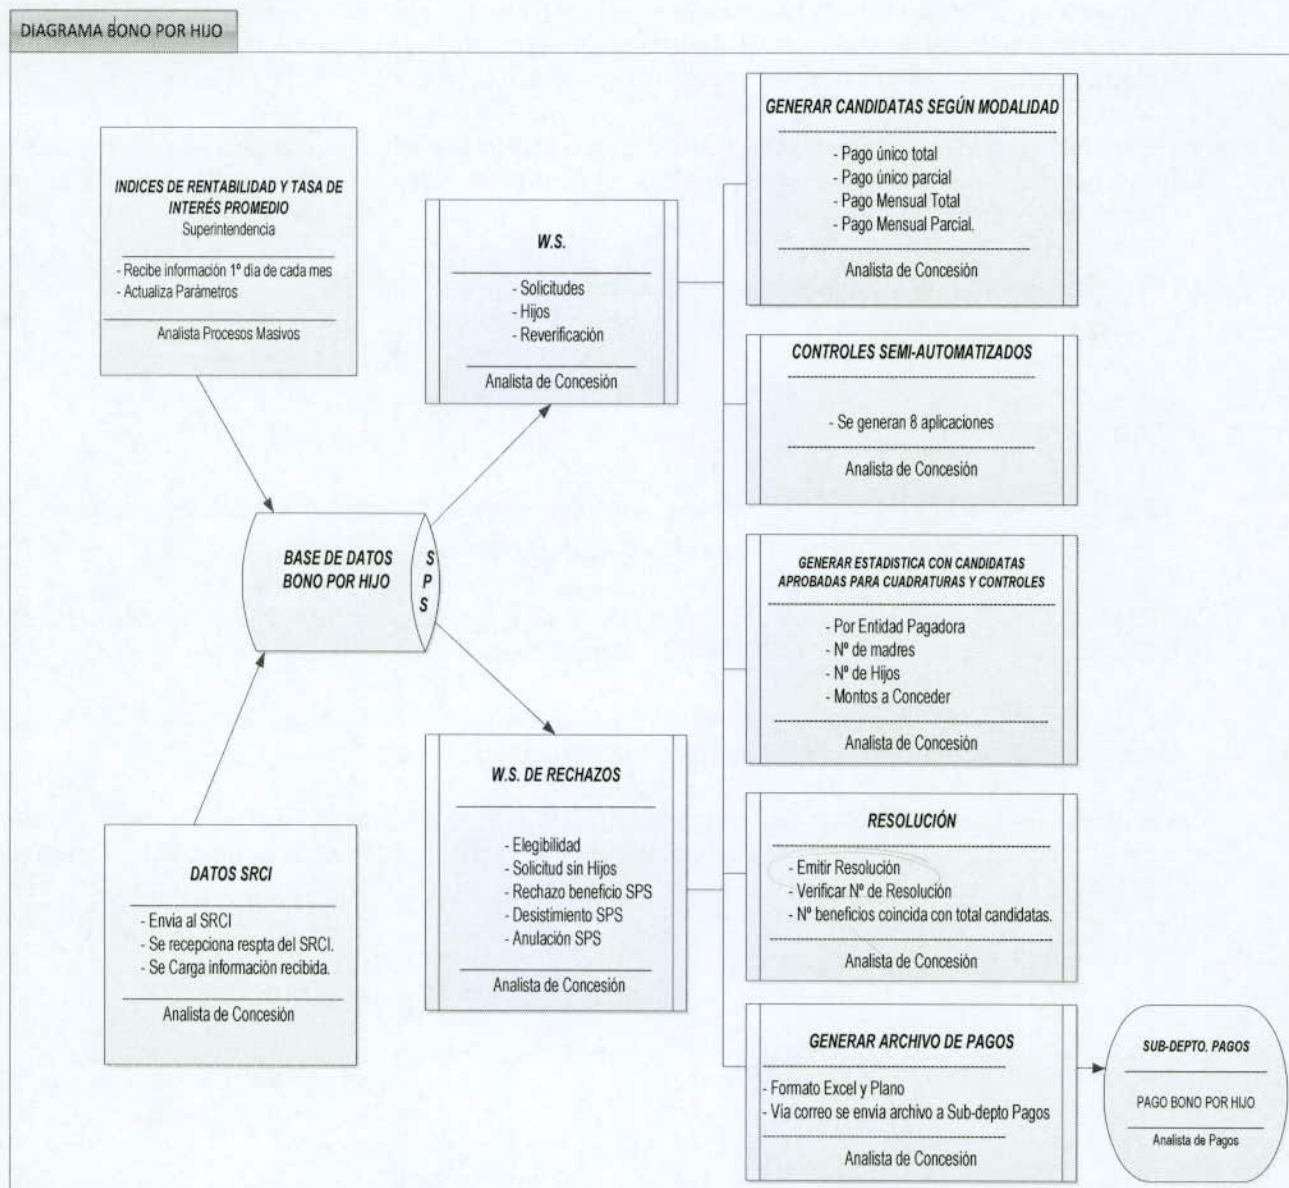 DIAGRAMA BONO POR HIJO
INDICES DE RENTABILIDAD Y TASA DE
INTERÉS PROMEDIO
Superintendencia
- Recibe información 1º dia de cada mes
- Actualiza Parámetros
Analista Procesos Masivos
BASE DE DATOS
BONO POR HIJO
S
P
S
DATOS SRCI
- Envia al SRCI
- Se recepciona respta del SRCI.
- Se Carga información recibida.
Analista de Concesión
W.S.
- Solicitudes
- Hijos
- Reverificación
Analista de Concesión
W.S. DE RECHAZOS
- Elegibilidad
- Solicitud sin Hijos
- Rechazo beneficio SPS
- Desistimiento SPS
- Anulación SPS
Analista de Concesión
GENERAR CANDIDATAS SEGÚN MODALIDAD
- Pago único total
- Pago único parcial
- Pago Mensual Total
- Pago Mensual Parcial.
Analista de Concesión
CONTROLES SEMI-AUTOMATIZADOS
- Se generan 8 aplicaciones
Analista de Concesión
GENERAR ESTADISTICA CON CANDIDATAS
APROBADAS PARA CUADRATURAS Y CONTROLES
- Por Entidad Pagadora
- Nº de madres
- Nº de Hijos
- Montos a Conceder
Analista de Concesión
RESOLUCIÓN
- Emitir Resolución
- Verificar Nº de Resolución
- Nº beneficios coincida con total candidatas.
Analista de Concesión
GENERAR ARCHIVO DE PAGOS
- Formato Excel y Plano
- Vía correo se envia archivo a Sub-depto Pagos
Analista de Concesión
SUB-DEPTO. PAGOS
PAGO BONO POR HIJO
Analista de Pagos